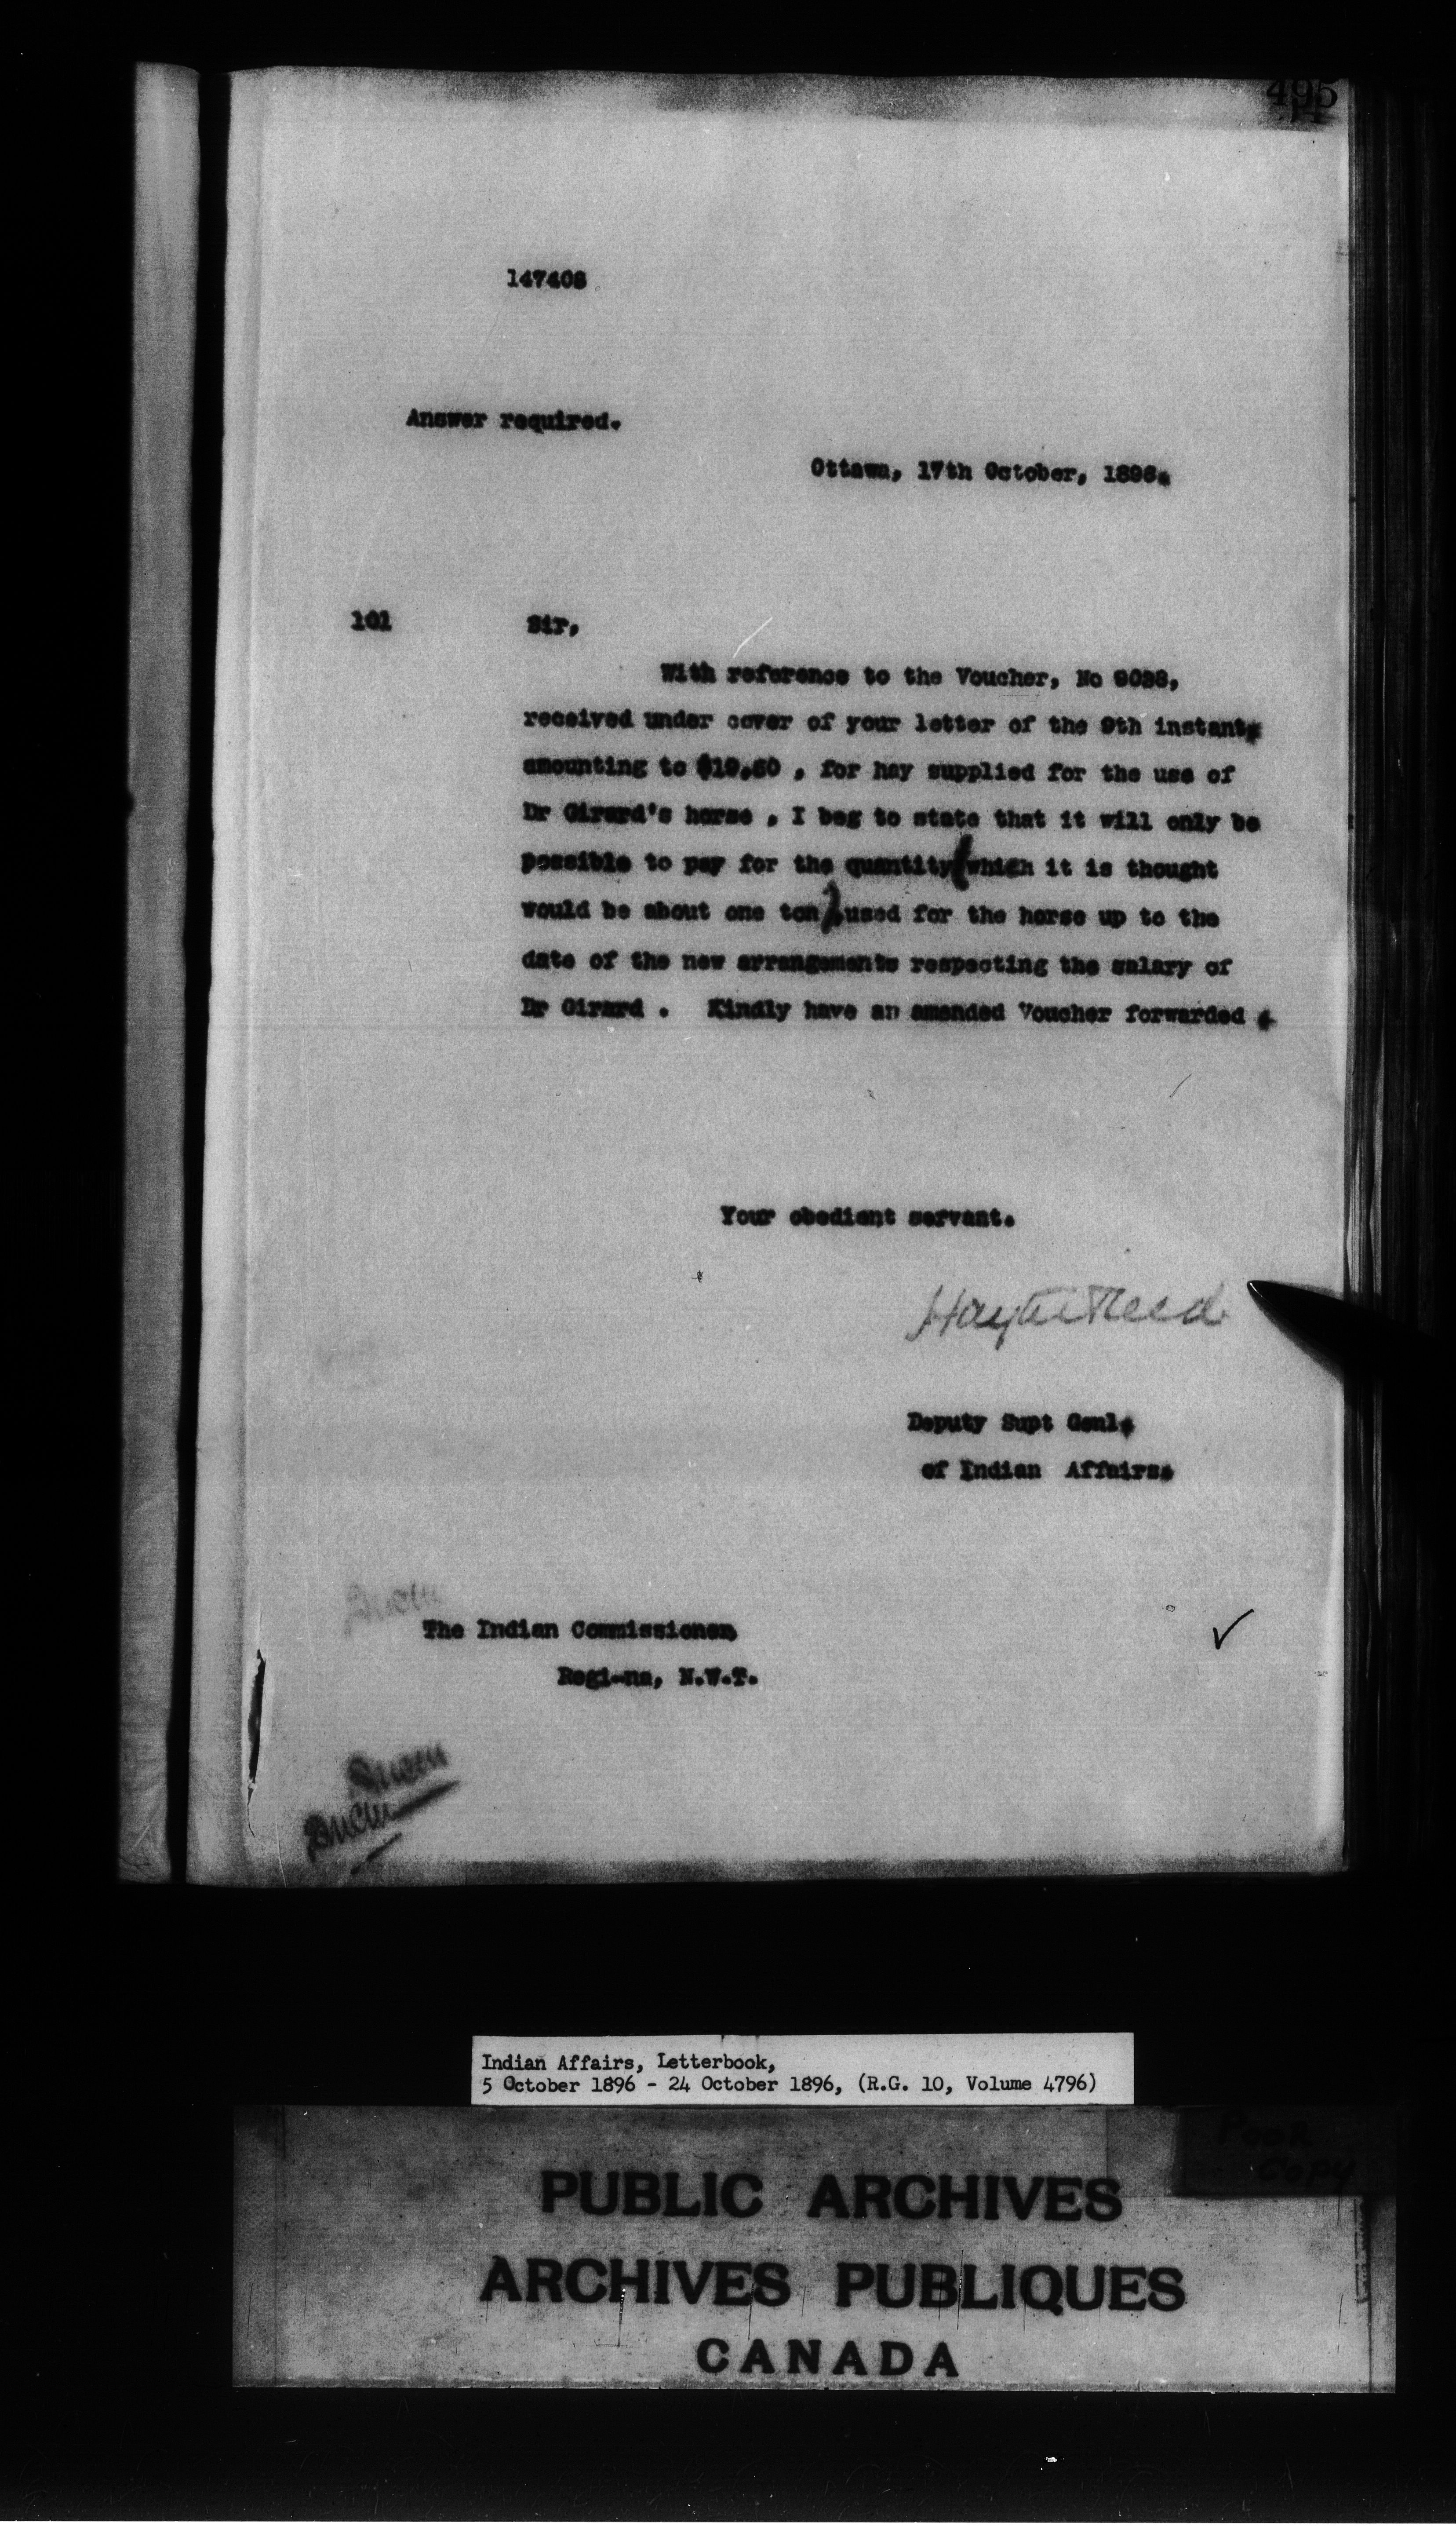 495
147408
Answer required.
Ottawa, 17th October, 1896.
101
Sir,
With reference to the Voucher, No 9038,
received under cover of your letter of the 9th instant,
amounting to $19.50 , for hay supplied for the use of
Dr Girard's horse , I beg to state that it will only be
possible to pay for the quantity (which it is thought
would be about one ton), used for the horse up to the
date of the new arrangements respecting the salary of
Dr Girard . Kindly have an amended Voucher forwarded .
Your obedient servant.
Hayter Reed
Deputy Supt Genl.
of Indian Affairs.
The Indian Commissioner
Regi-na, N.W.T.
Indian Affairs, Letterbook,
5 October 1896 - 24 October 1896, (R.G. 10, Volume 4796)
POOR
COPY
PUBLIC ARCHIVES
ARCHIVES PUBLIQUES
CANADA